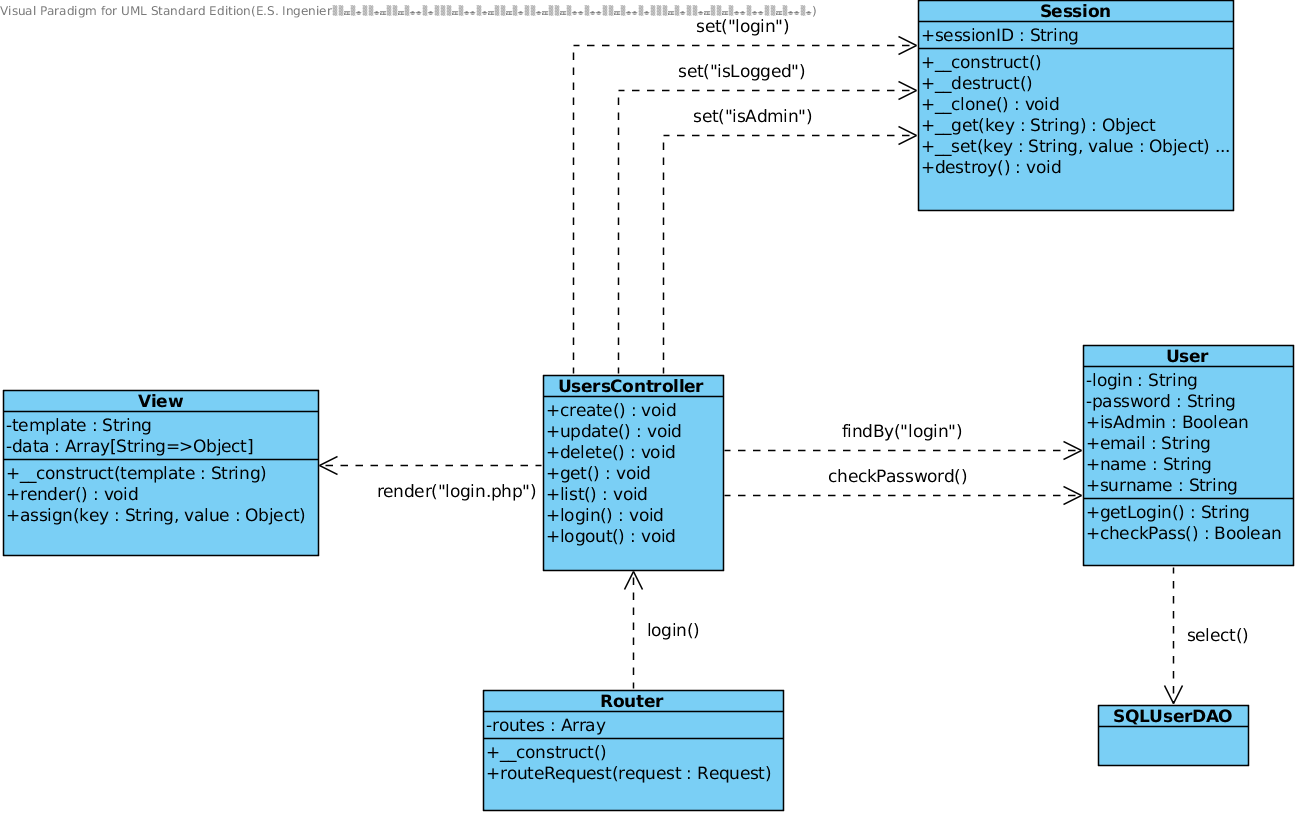 Visual Paradigm for UML Standard Edition(E.S. Ingenier
set("login")
set("isLogged")
set("isAdmin")
Session
+sessionID : String
+__construct()
+__destruct()
+__clone() : void
+__get(key : String) : Object
+__set(key : String, value : Object) ...
+destroy() : void
View
-template : String
-data : Array[String=>Object]
+__construct(template : String)
+render() : void
+assign(key : String, value : Object)
render("login.php")
UsersController
+create() : void
+update() : void
+delete() : void
+get() : void
+list() : void
+login() : void
+logout() : void
findBy("login")
checkPassword()
User
-login : String
-password : String
+isAdmin : Boolean
+email : String
+name : String
+surname : String
+getLogin() : String
+checkPass() : Boolean
login()
select()
Router
-routes : Array
+__construct()
+routeRequest(request : Request)
SQLUserDAO